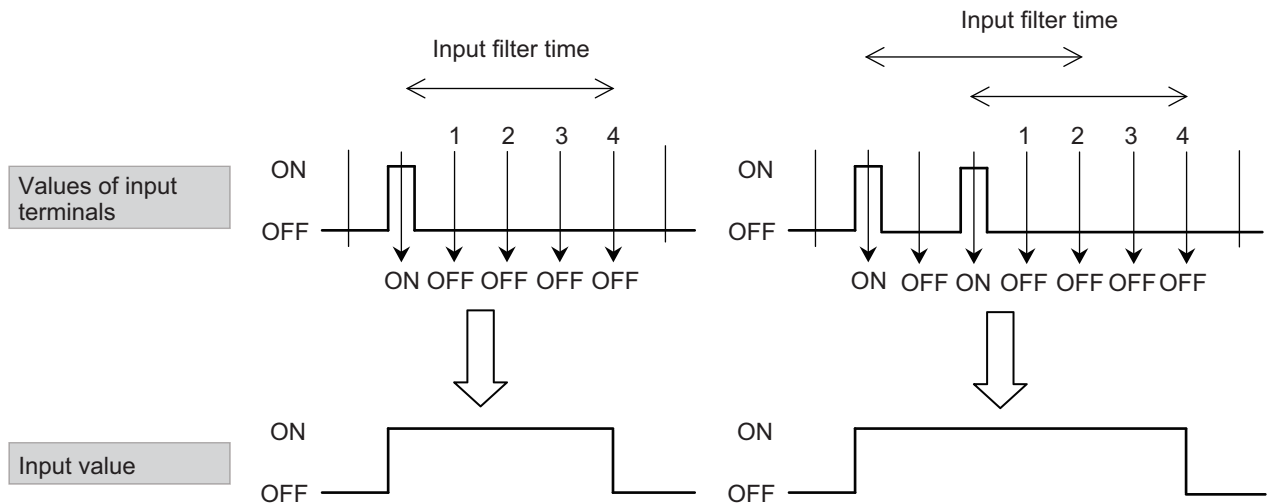 Input filter time
Input filter time
1 2 3 4
1 2 3 4
Values of input
terminals
ON
OFF
ON
OFF
ON OFF OFF OFF OFF
ON OFF ON OFF OFF OFF OFF
Input value
ON
OFF
ON
OFF